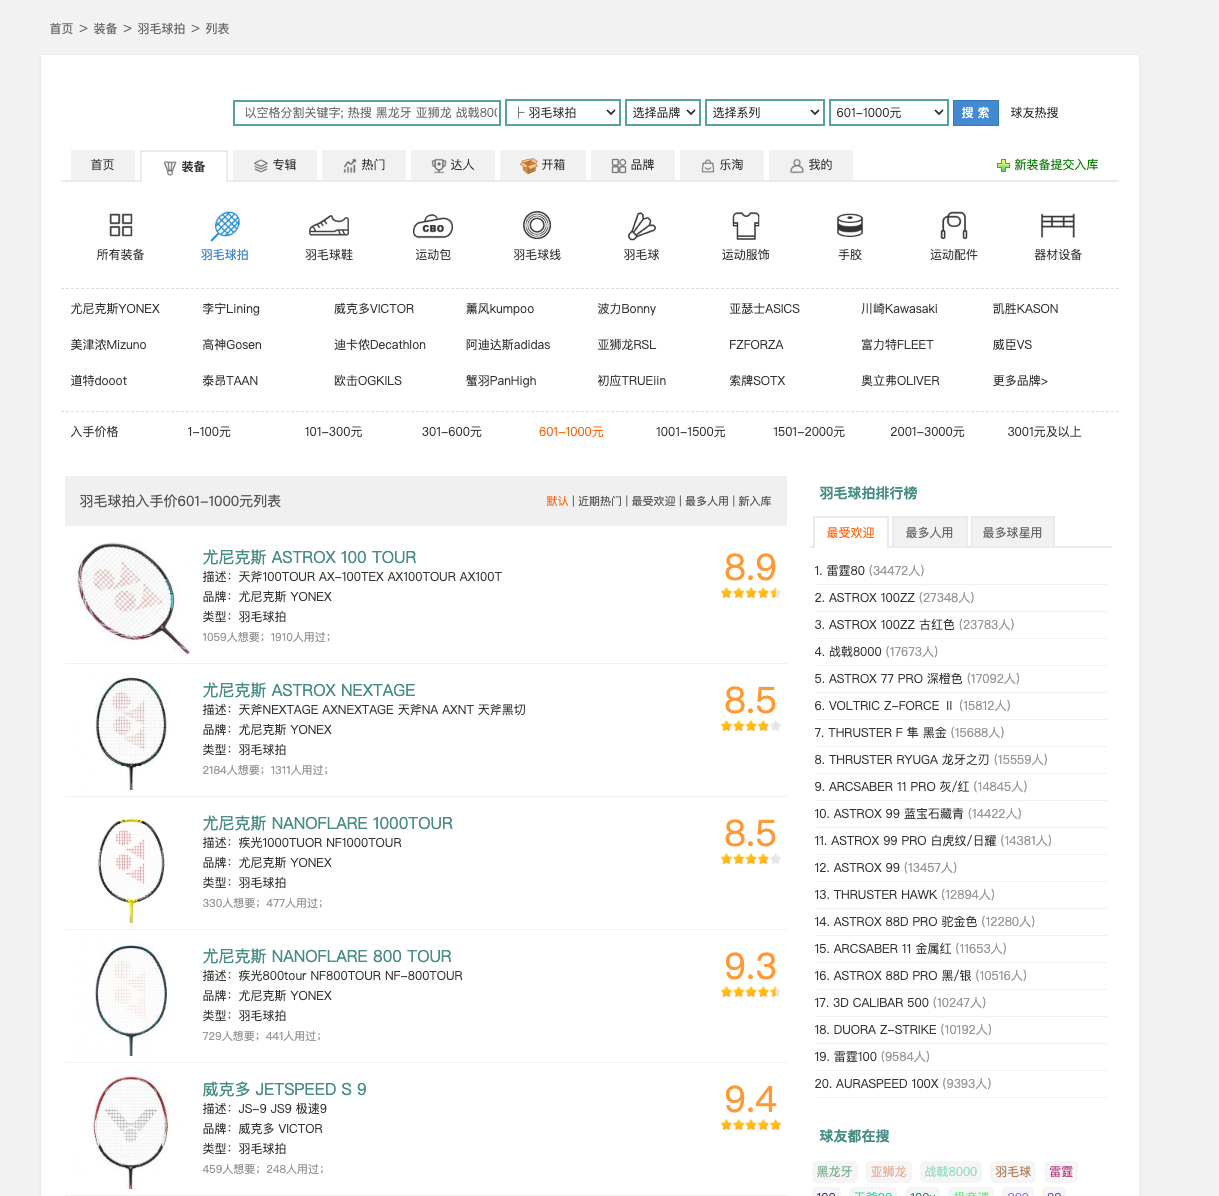 首页 > 装备 > 羽毛球拍 > 列表
以空格分割关键字; 热搜 黑龙牙 亚狮龙 战戟80 ├ 羽毛球拍 选择品牌 选择系列 601-1000元 搜 索 球友热搜
首页 装备 专辑 热门 达人 开箱 品牌 乐淘 我的 新装备提交入库
CBO
所有装备 羽毛球拍 羽毛球鞋 运动包 羽毛球线 羽毛球 运动服饰 手胶 运动配件 器材设备
尤尼克斯YONEX 李宁Lining 威克多VICTOR 薰风kumpoo 波力Bonny 亚瑟士ASICS 川崎Kawasaki 凯胜KASON
美津浓Mizuno 高神Gosen 迪卡侬Decathlon 阿迪达斯adidas 亚狮龙RSL FZFORZA 富力特FLEET 威臣VS
道特dooot 泰昂TAAN 欧击OGKILS 蟹羽PanHigh 初应TRUEiin 索牌SOTX 奥立弗OLIVER 更多品牌>
入手价格 1-100元 101-300元 301-600元 601-1000元 1001-1500元 1501-2000元 2001-3000元 3001元及以上
羽毛球拍入手价601-1000元列表 默认 | 近期热门 | 最受欢迎 | 最多人用 | 新入库
尤尼克斯 ASTROX 100 TOUR
8.9
描述：天斧100TOUR AX-100TEX AX100TOUR AX100T
品牌：尤尼克斯 YONEX
类型：羽毛球拍
1059人想要；1910人用过；
尤尼克斯 ASTROX NEXTAGE
8.5
描述：天斧NEXTAGE AXNEXTAGE 天斧NA AXNT 天斧黑切
品牌：尤尼克斯 YONEX
类型：羽毛球拍
2184人想要；1311人用过；
尤尼克斯 NANOFLARE 1000TOUR
8.5
描述：疾光1000TUOR NF1000TOUR
品牌：尤尼克斯 YONEX
类型：羽毛球拍
330人想要；477人用过；
尤尼克斯 NANOFLARE 800 TOUR
9.3
描述：疾光800tour NF800TOUR NF-800TOUR
品牌：尤尼克斯 YONEX
类型：羽毛球拍
729人想要；441人用过；
威克多 JETSPEED S 9
9.4
描述：JS-9 JS9 极速9
品牌：威克多 VICTOR
类型：羽毛球拍
459人想要；248人用过；
羽毛球拍排行榜
最受欢迎 最多人用 最多球星用
1. 雷霆80 (34472人)
2. ASTROX 100ZZ (27348人)
3. ASTROX 100ZZ 古红色 (23783人)
4. 战戟8000 (17673人)
5. ASTROX 77 PRO 深橙色 (17092人)
6. VOLTRIC Z-FORCE Ⅱ (15812人)
7. THRUSTER F 隼 黑金 (15688人)
8. THRUSTER RYUGA 龙牙之刃 (15559人)
9. ARCSABER 11 PRO 灰/红 (14845人)
10. ASTROX 99 蓝宝石藏青 (14422人)
11. ASTROX 99 PRO 白虎纹/日耀 (14381人)
12. ASTROX 99 (13457人)
13. THRUSTER HAWK (12894人)
14. ASTROX 88D PRO 驼金色 (12280人)
15. ARCSABER 11 金属红 (11653人)
16. ASTROX 88D PRO 黑/银 (10516人)
17. 3D CALIBAR 500 (10247人)
18. DUORA Z-STRIKE (10192人)
19. 雷霆100 (9584人)
20. AURASPEED 100X (9393人)
球友都在搜
黑龙牙 亚狮龙 战戟8000 羽毛球 雷霆